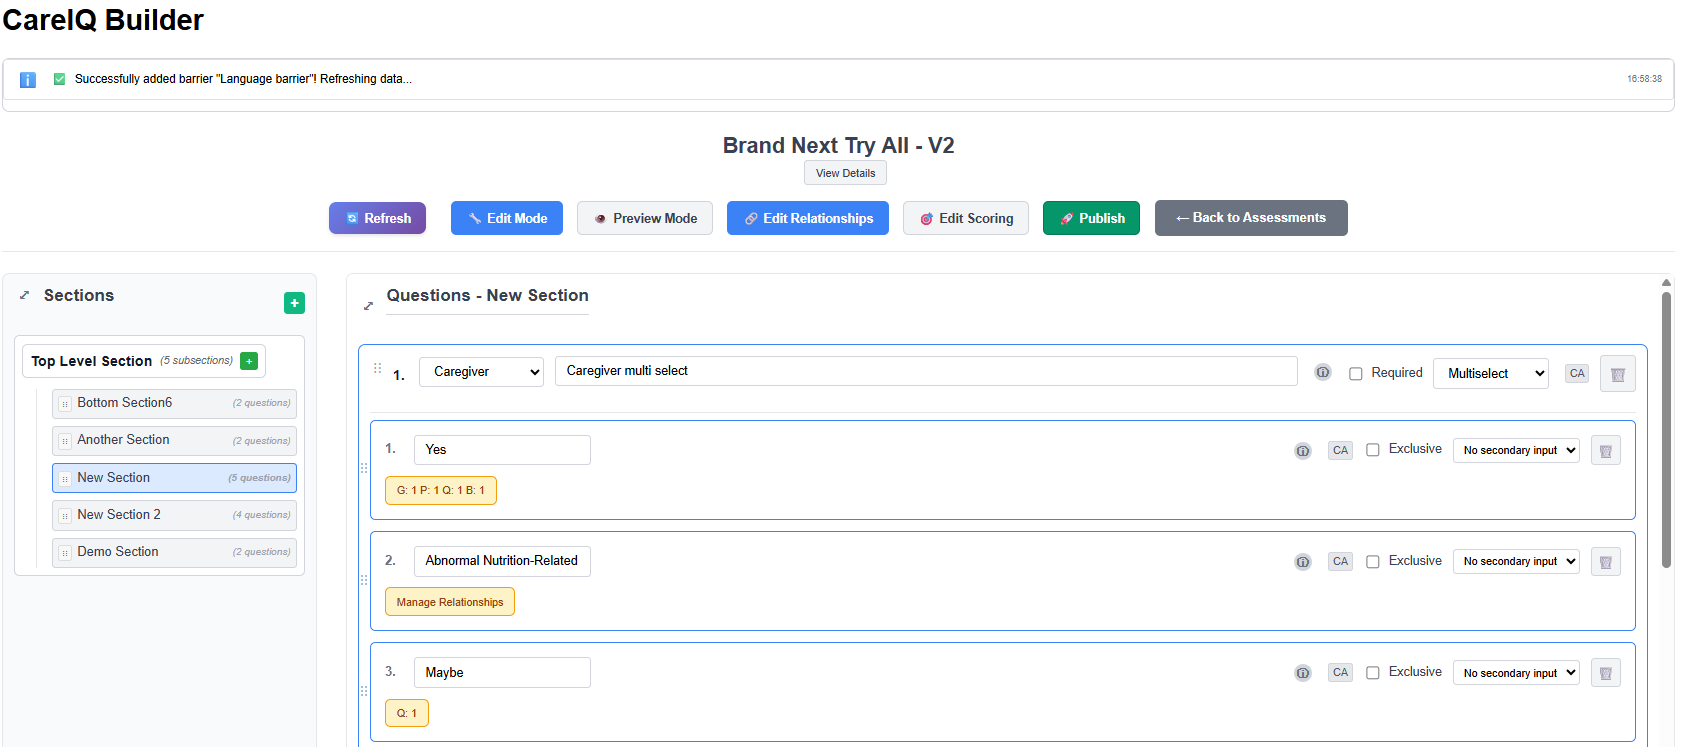 CareIQ Builder
Successfully added barrier "Language barrier"! Refreshing data...
16:58:38
Brand Next Try All - V2
View Details
Refresh
Edit Mode
Preview Mode
Edit Relationships
Edit Scoring
Publish
← Back to Assessments
Sections
+
Top Level Section (5 subsections) +
Bottom Section6 (2 questions)
Another Section (2 questions)
New Section (5 questions)
New Section 2 (4 questions)
Demo Section (2 questions)
Questions - New Section
1. Caregiver Caregiver multi select Required Multiselect CA
1. Yes CA Exclusive No secondary input
G: 1 P: 1 Q: 1 B: 1
2. Abnormal Nutrition-Related CA Exclusive No secondary input
Manage Relationships
3. Maybe CA Exclusive No secondary input
Q: 1